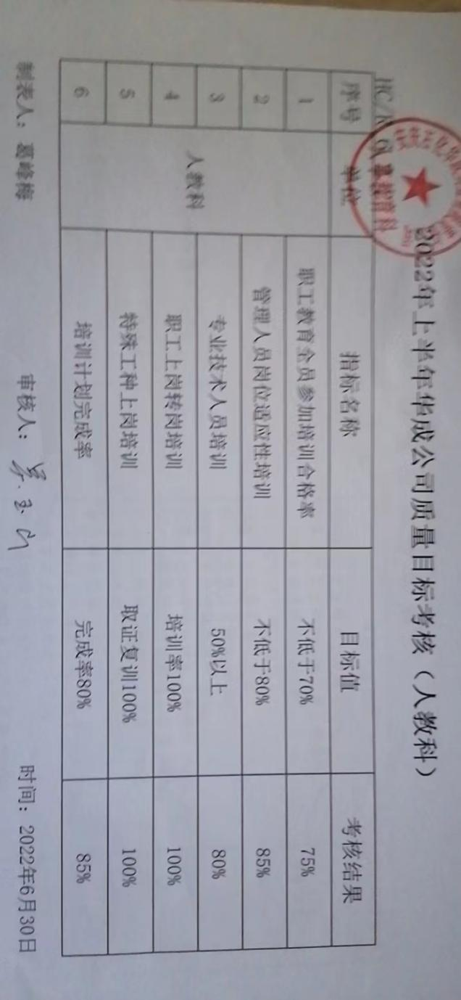 2022年上半年华成公司质量目标考核（人教科）
HC/
序号 单位 指标名称 目标值 考核结果
1 人教科 职工教育全员参加培训合格率 不低于70% 75%
2 管理人员岗位适应性培训 不低于80% 85%
3 专业技术人员培训 50%以上 80%
4 职工上岗转岗培训 培训率100% 100%
5 特殊工种上岗培训 取证复训100% 100%
6 培训计划完成率 完成率80% 85%
制表人：葛峰梅 审核人： 时间：2022年6月30日